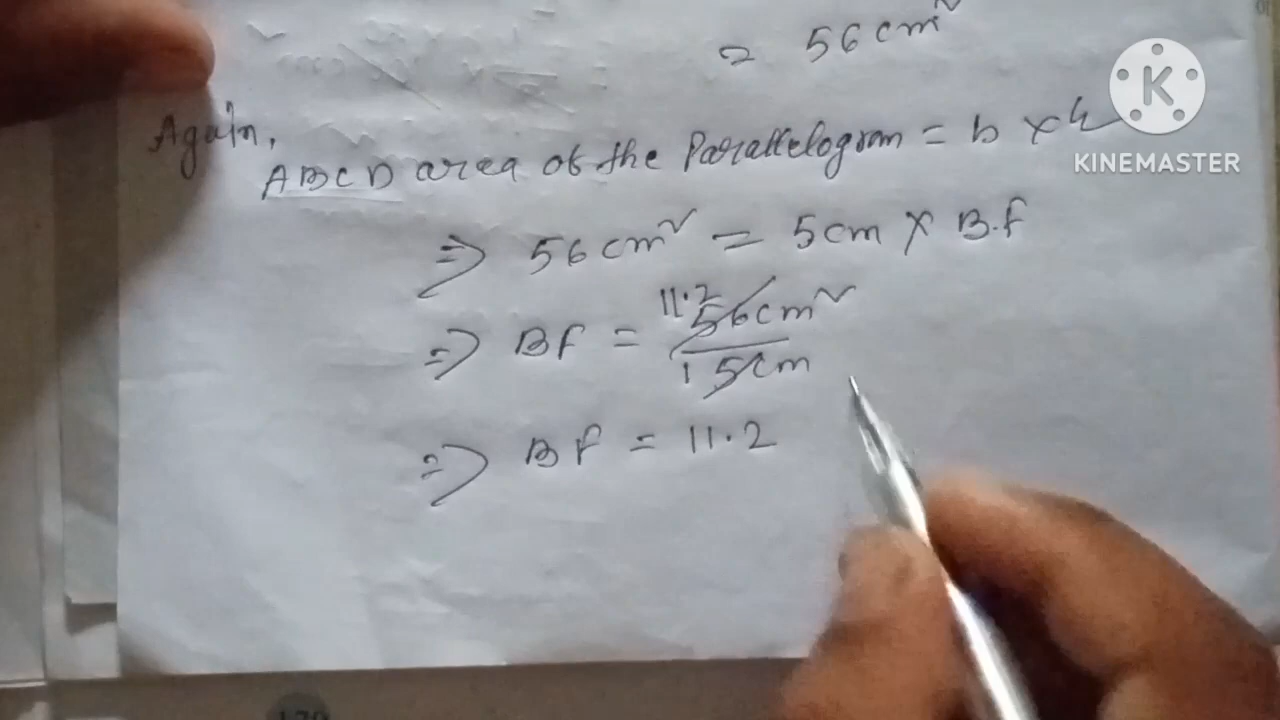 = 56 cm²
KINEMASTER
Again,
ABCD area of the Parallelogram = b × h
⇒ 56 cm² = 5cm × B.F
11.2
⇒ BF = 56cm²
1 5cm
⇒ BF = 11.2